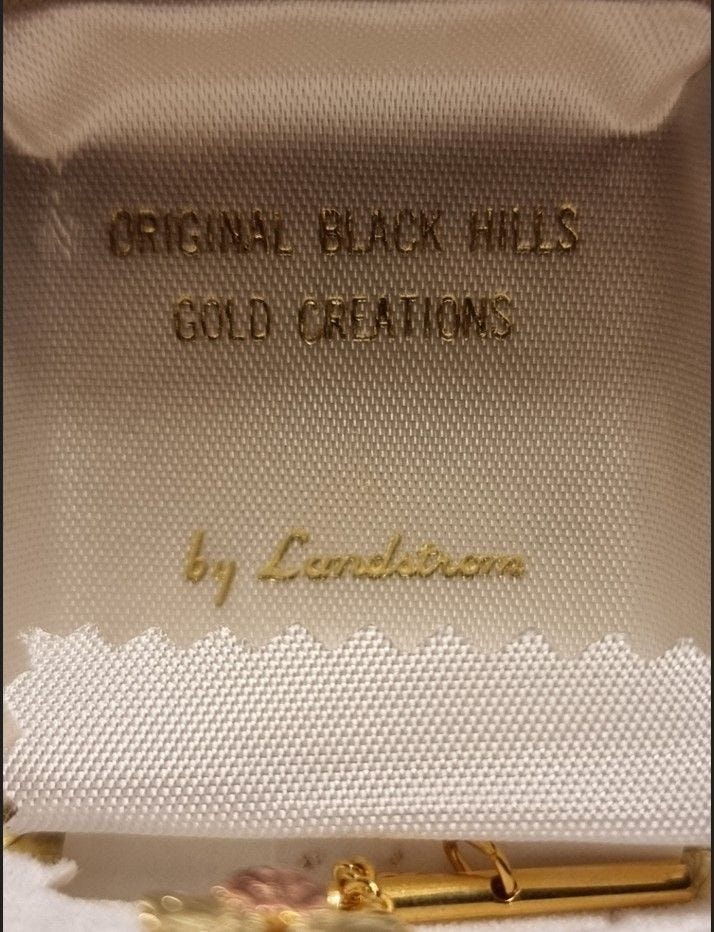 ORIGINAL BLACK HILLS
GOLD CREATIONS
by Landstrom